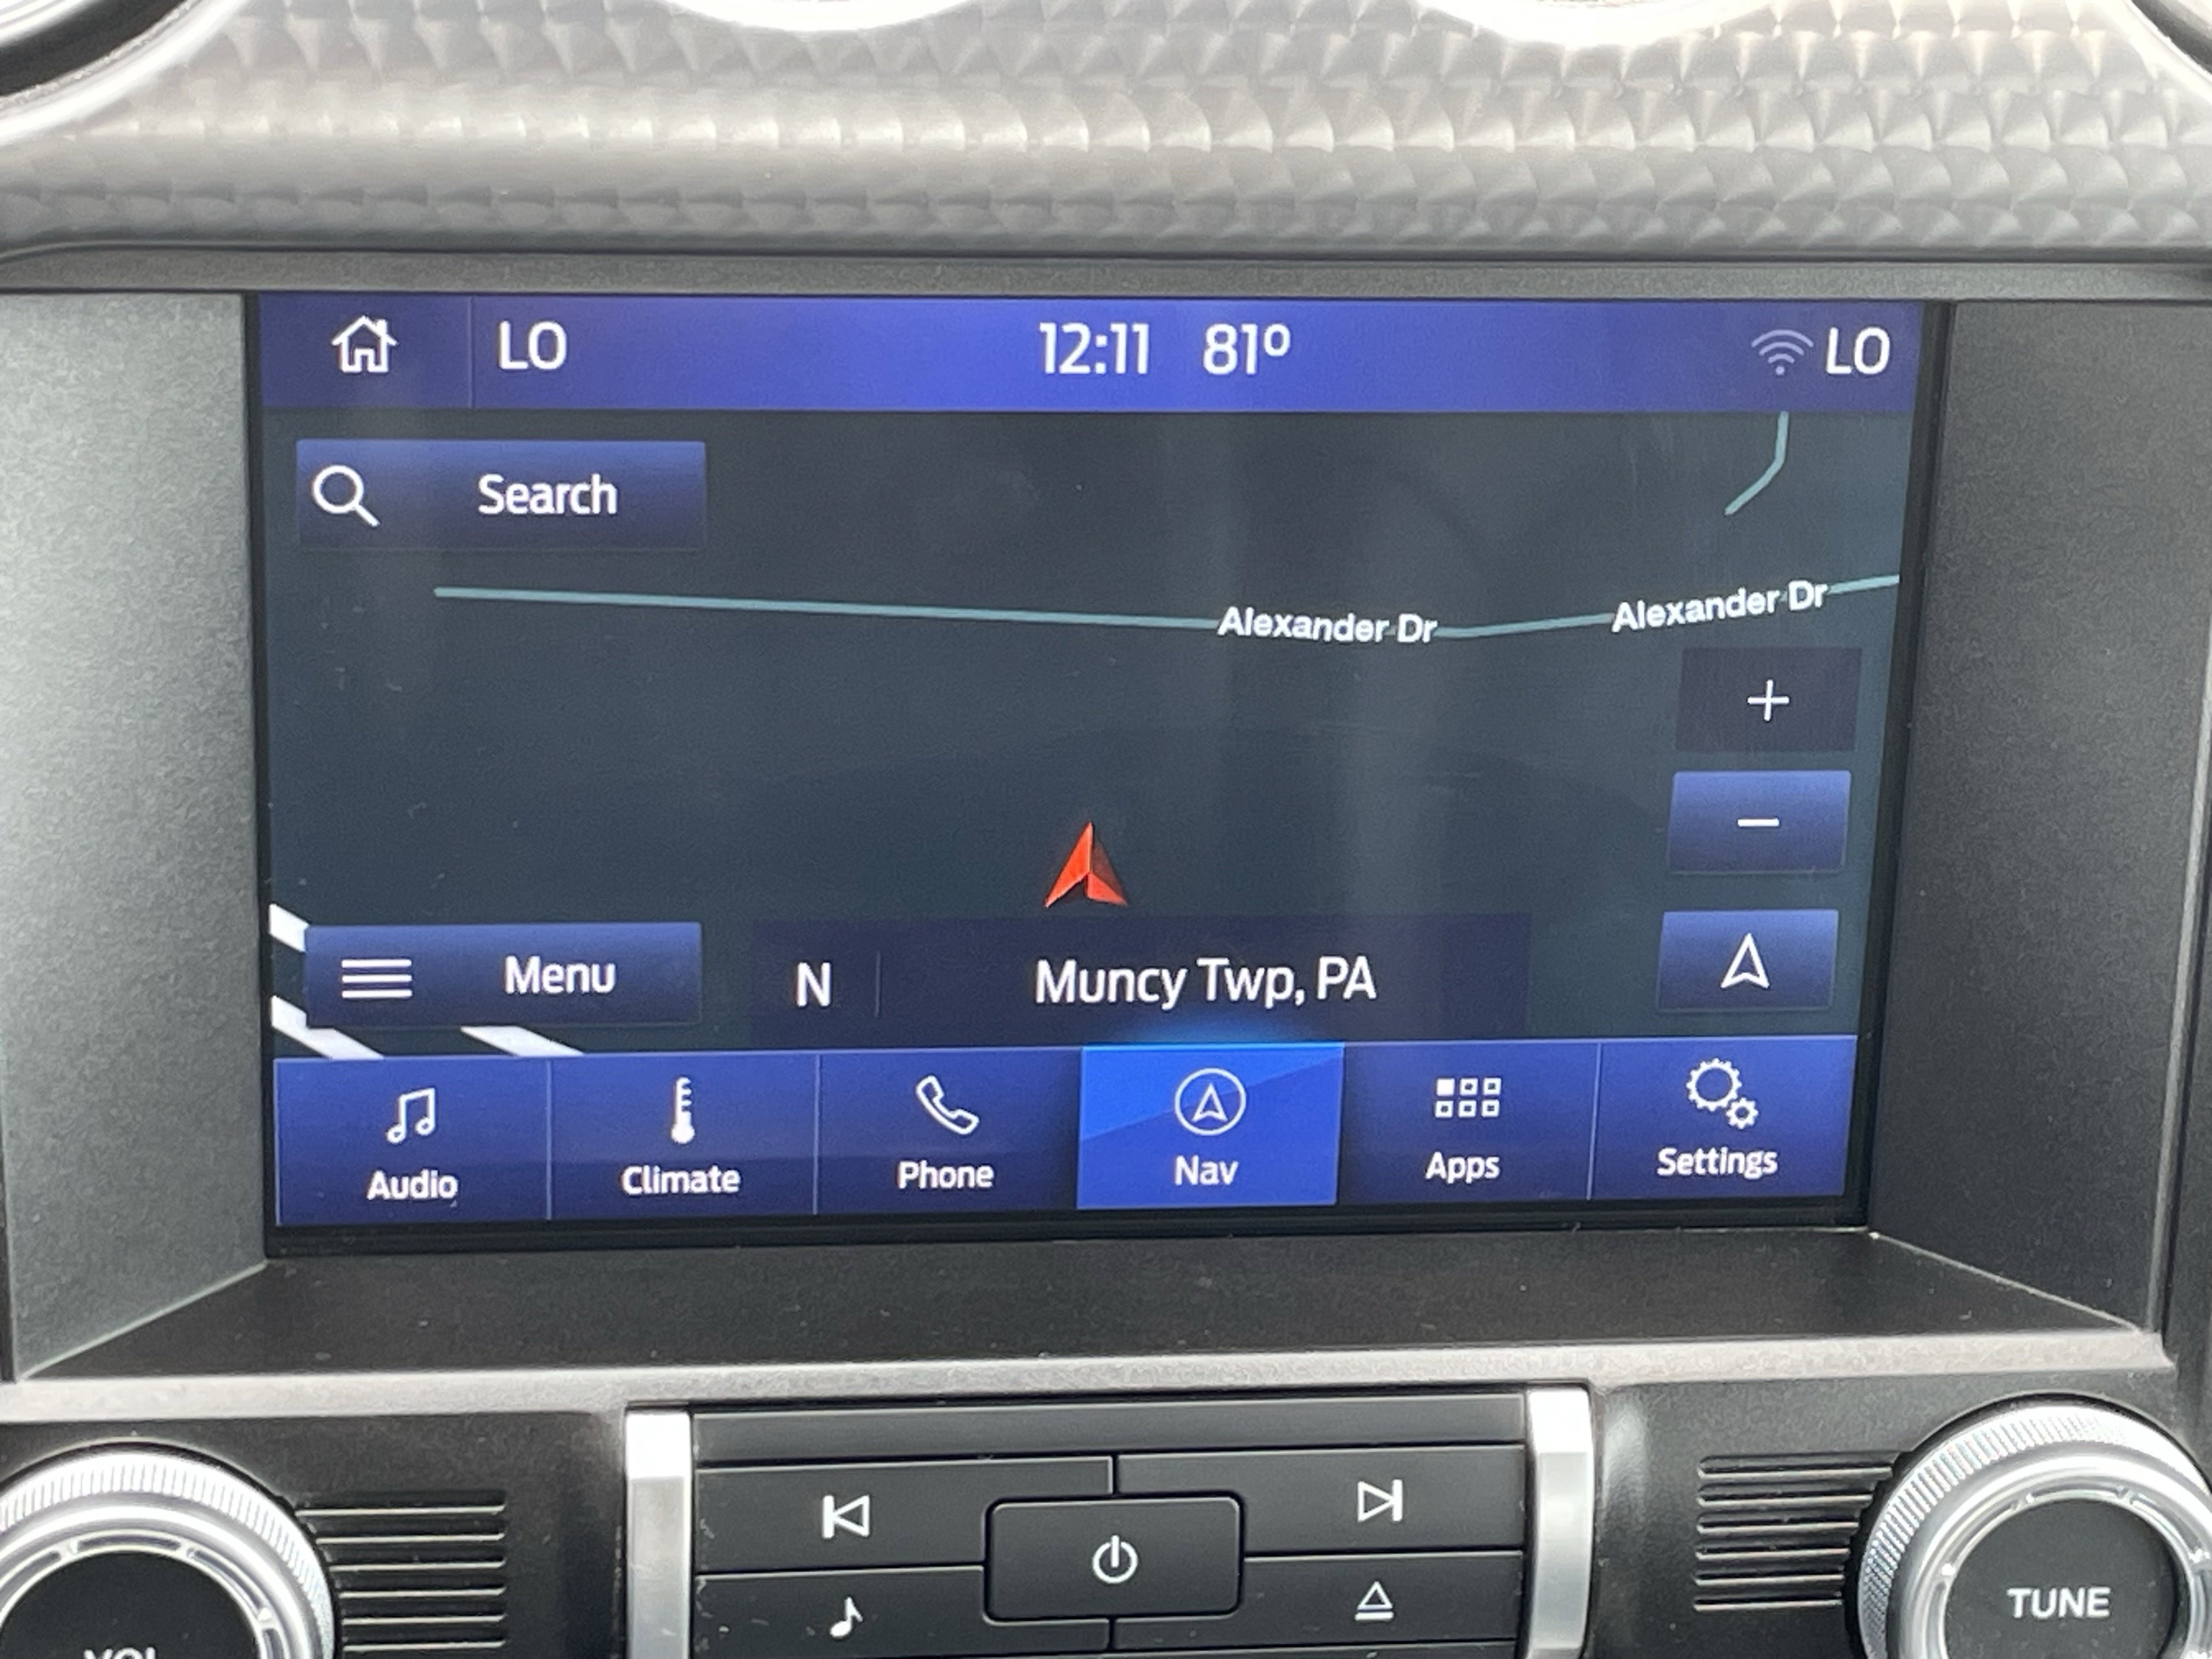 LO 12:11 81° LO
Search
Alexander Dr Alexander Dr
+
−
Menu N Muncy Twp, PA
Audio Climate Phone Nav Apps Settings
TUNE
VOL